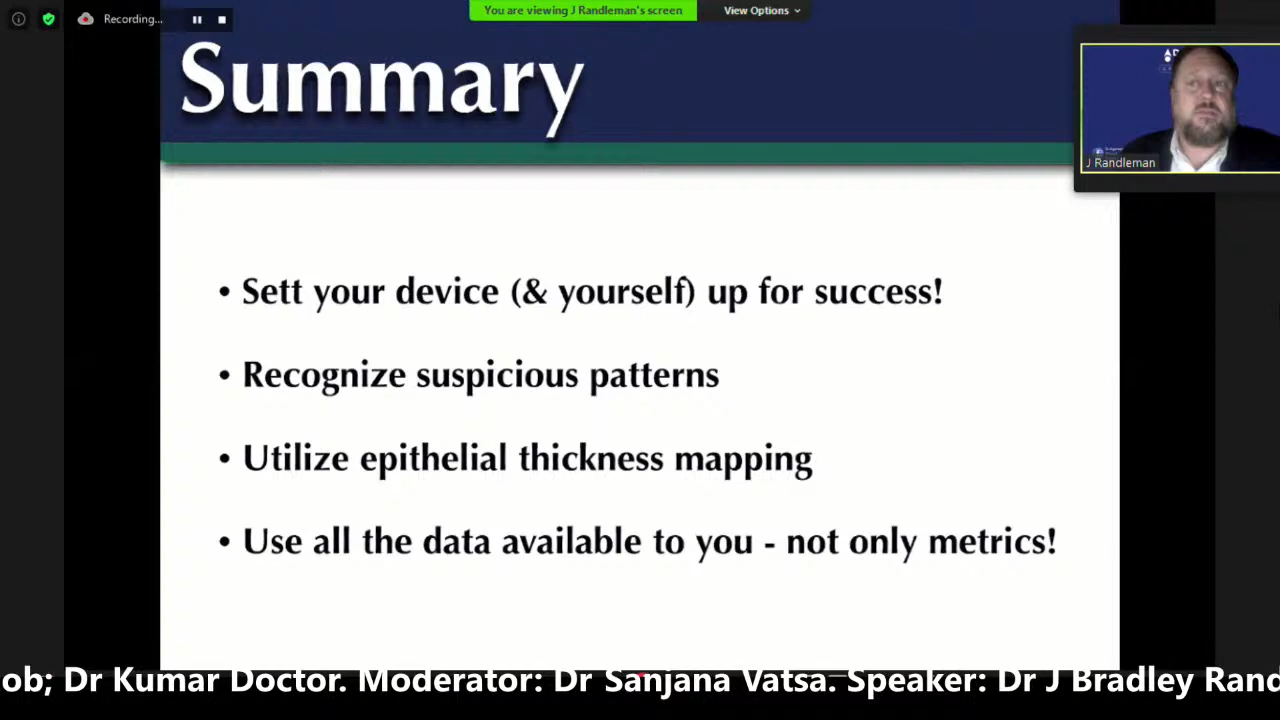 Recording...
You are viewing J Randleman's screen
View Options
Summary
J Randleman
• Sett your device (& yourself) up for success!
• Recognize suspicious patterns
• Utilize epithelial thickness mapping
• Use all the data available to you - not only metrics!
ob; Dr Kumar Doctor. Moderator: Dr Sanjana Vatsa. Speaker: Dr J Bradley Rand